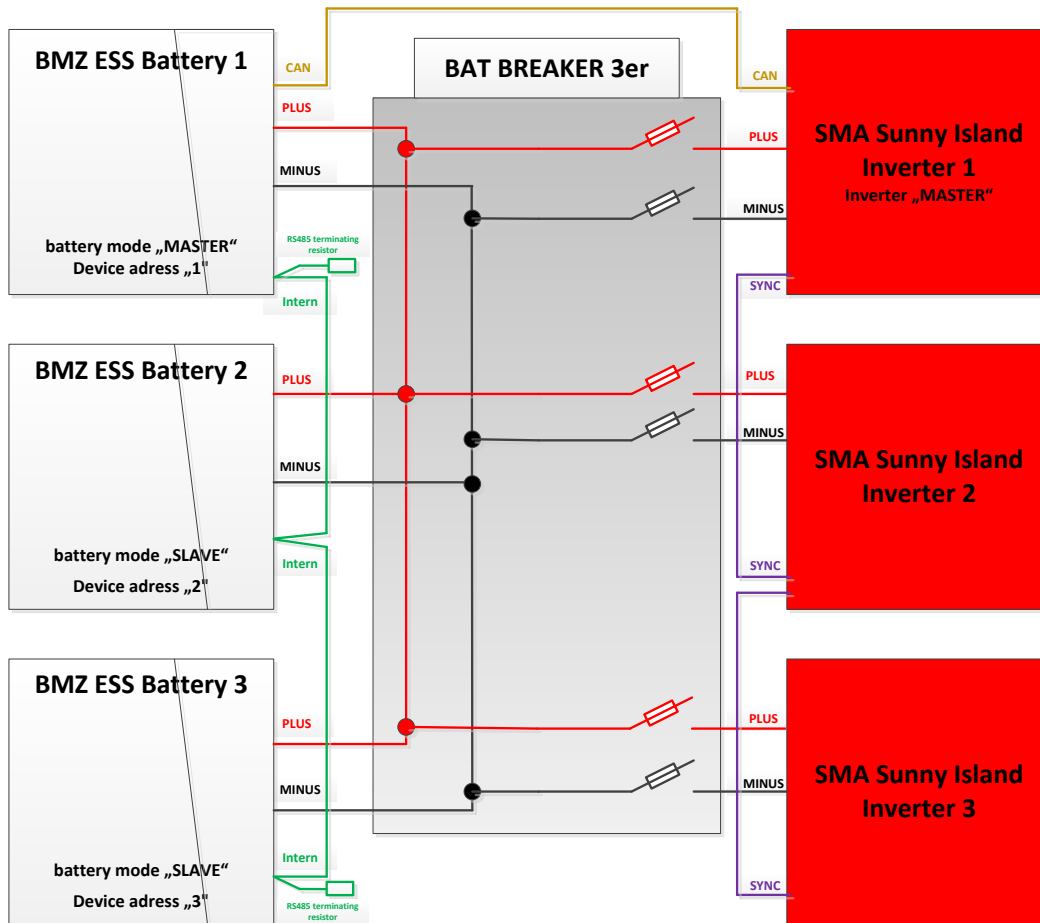 BMZ ESS Battery 1
CAN
PLUS
MINUS
battery mode „MASTER“
Device adress „1"
RS485 terminating
resistor
Intern
BMZ ESS Battery 2
PLUS
MINUS
battery mode „SLAVE“
Device adress „2"
Intern
BMZ ESS Battery 3
PLUS
MINUS
battery mode „SLAVE“
Device adress „3"
Intern
RS485 terminating
resistor
BAT BREAKER 3er
CAN
PLUS
MINUS
SYNC
SMA Sunny Island
Inverter 1
Inverter „MASTER“
PLUS
MINUS
SYNC
SMA Sunny Island
Inverter 2
PLUS
MINUS
SYNC
SMA Sunny Island
Inverter 3